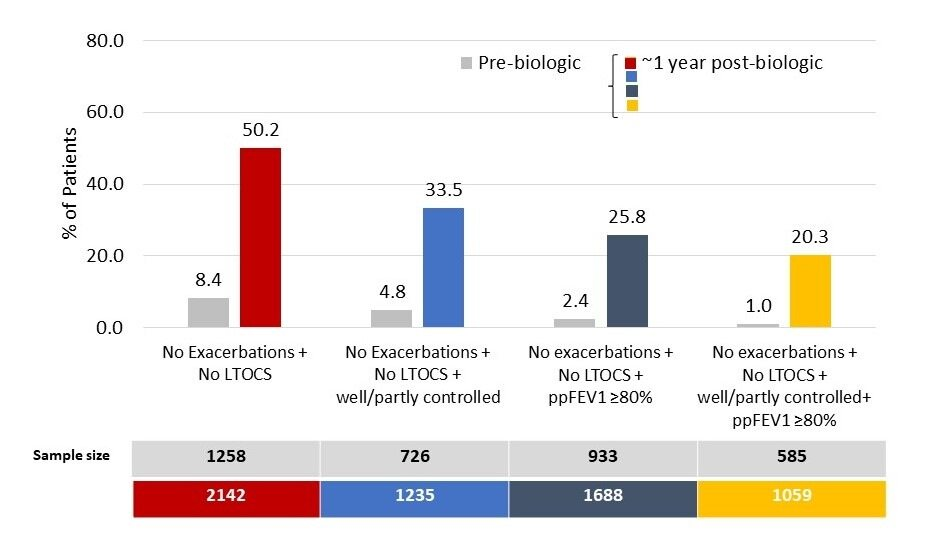 80.0
Pre-biologic
~1 year post-biologic
60.0
50.2
% of Patients
40.0
33.5
25.8
20.3
20.0
8.4
4.8
2.4
1.0
0.0
No Exacerbations +
No LTOCS
No Exacerbations +
No LTOCS +
well/partly controlled
No exacerbations +
No LTOCS +
ppFEV1 ≥80%
No exacerbations +
No LTOCS +
well/partly controlled+
ppFEV1 ≥80%
Sample size 1258 726 933 585
2142 1235 1688 1059